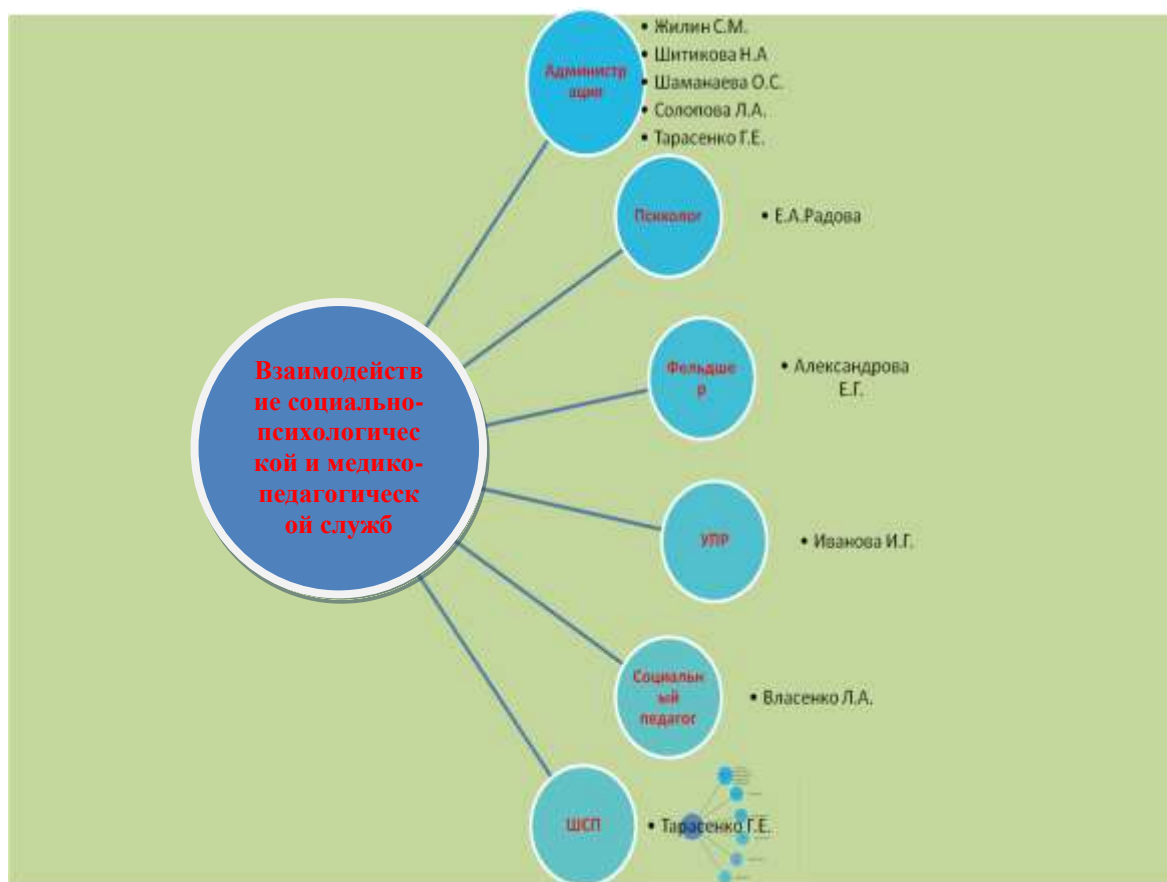 • Жилин С.М.
• Шитикова Н.А
• Шаманаева О.С.
• Солопова Л.А.
• Тарасенко Г.Е.
Администр
ация
Психолог
• Е.А.Радова
Фельдше
р
• Александрова
Е.Г.
Взаимодейств
ие социально-
психологичес
кой и медико-
педагогическ
ой служб
УПР
• Иванова И.Г.
Социальн
ый
педагог
• Власенко Л.А.
ШСП
• Тарасенко Г.Е.